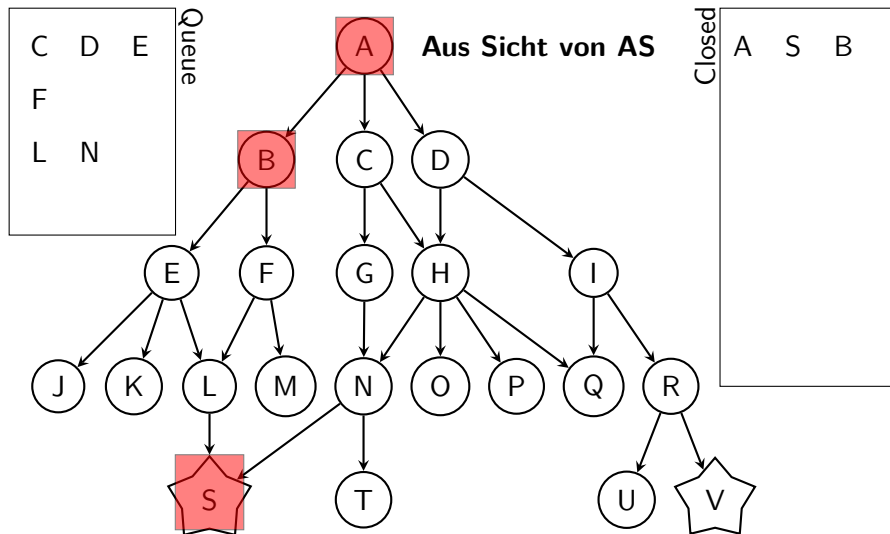 Queue
C D E
F
L N
Aus Sicht von AS
Closed
A S B
A
B C D
E F G H I
J K L M N O P Q R
S T U V